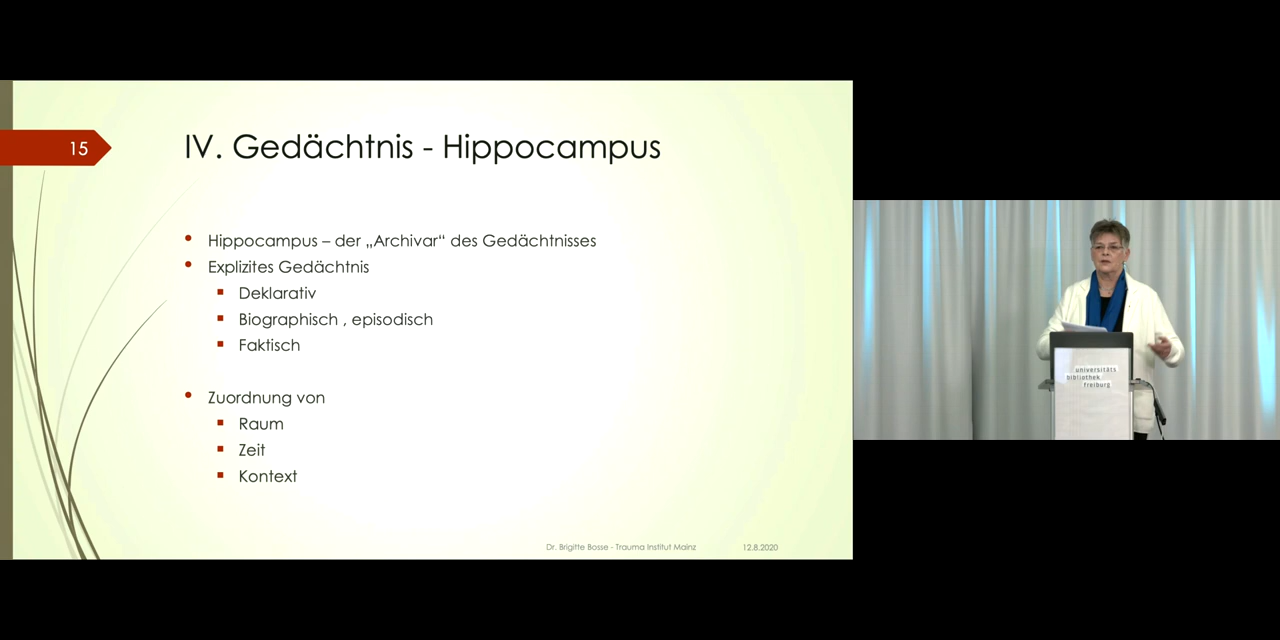 15
IV. Gedächtnis - Hippocampus
Hippocampus – der „Archivar“ des Gedächtnisses
Explizites Gedächtnis
Deklarativ
Biographisch , episodisch
Faktisch
Zuordnung von
Raum
Zeit
Kontext
Dr. Brigitte Bosse - Trauma Institut Mainz 12.8.2020
universitäts
bibliothek
freiburg